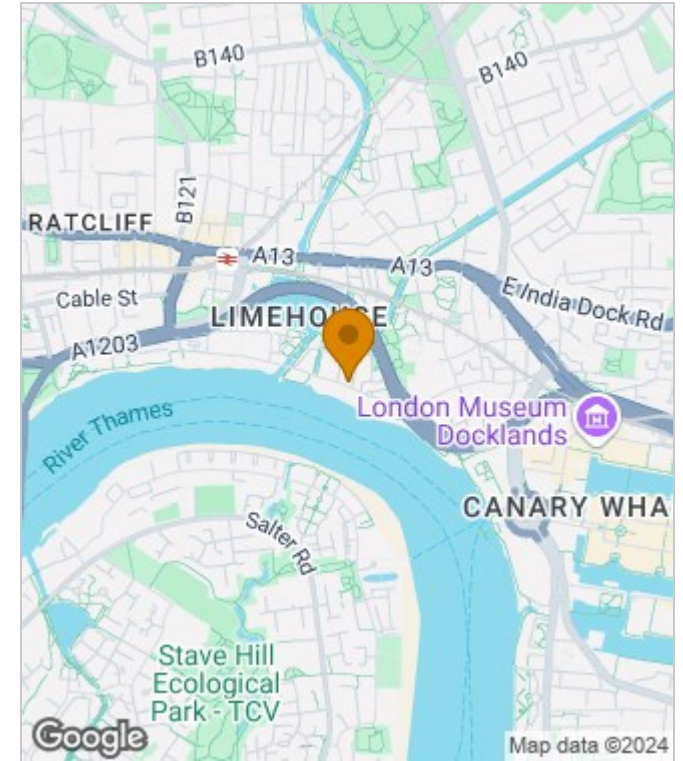 B140
B140
B121
RATCLIFF
A13
A13
Cable St
LIMEHOUSE
E India Dock Rd
A1203
River Thames
London Museum
Docklands
CANARY WHA
Salter Rd
Stave Hill
Ecological
Park - TCV
Google
Map data ©2024